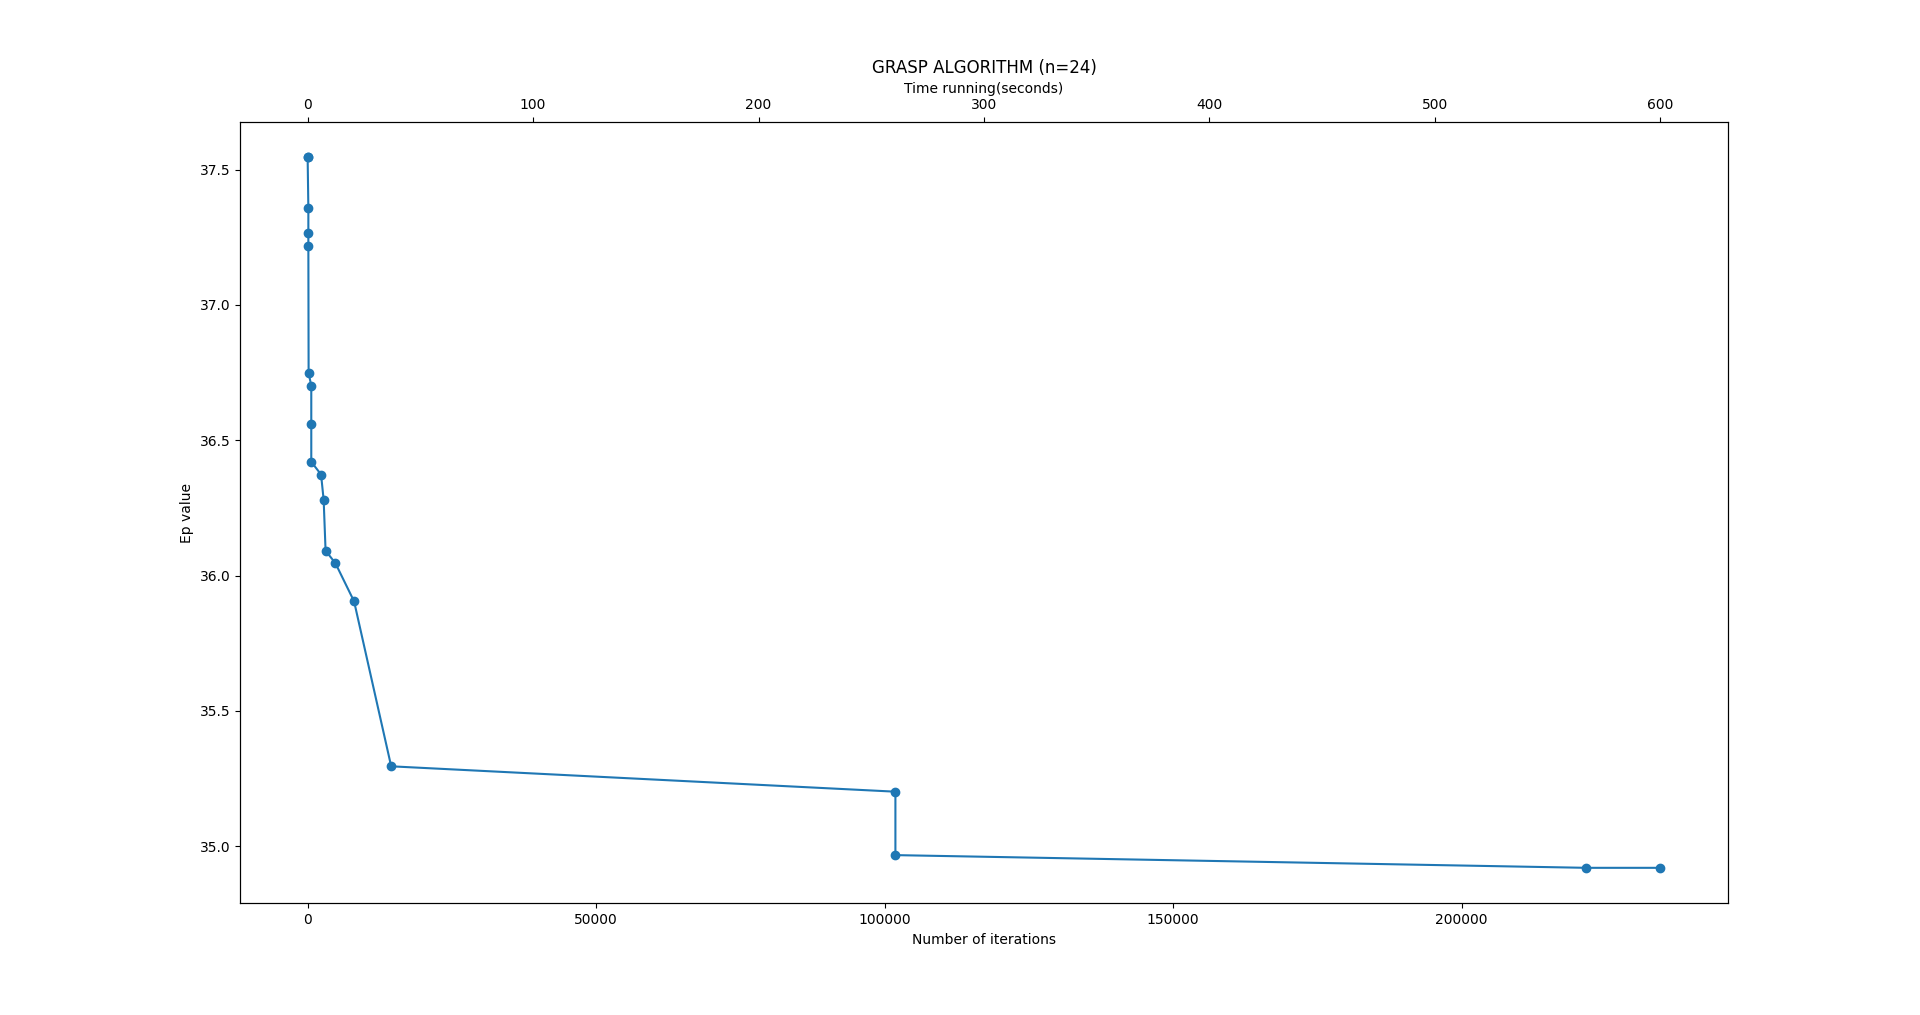 GRASP ALGORITHM (n=24)
Time running(seconds)
0 100 200 300 400 500 600
37.5
37.0
36.5
36.0
35.5
35.0
Ep value
0 50000 100000 150000 200000
Number of iterations